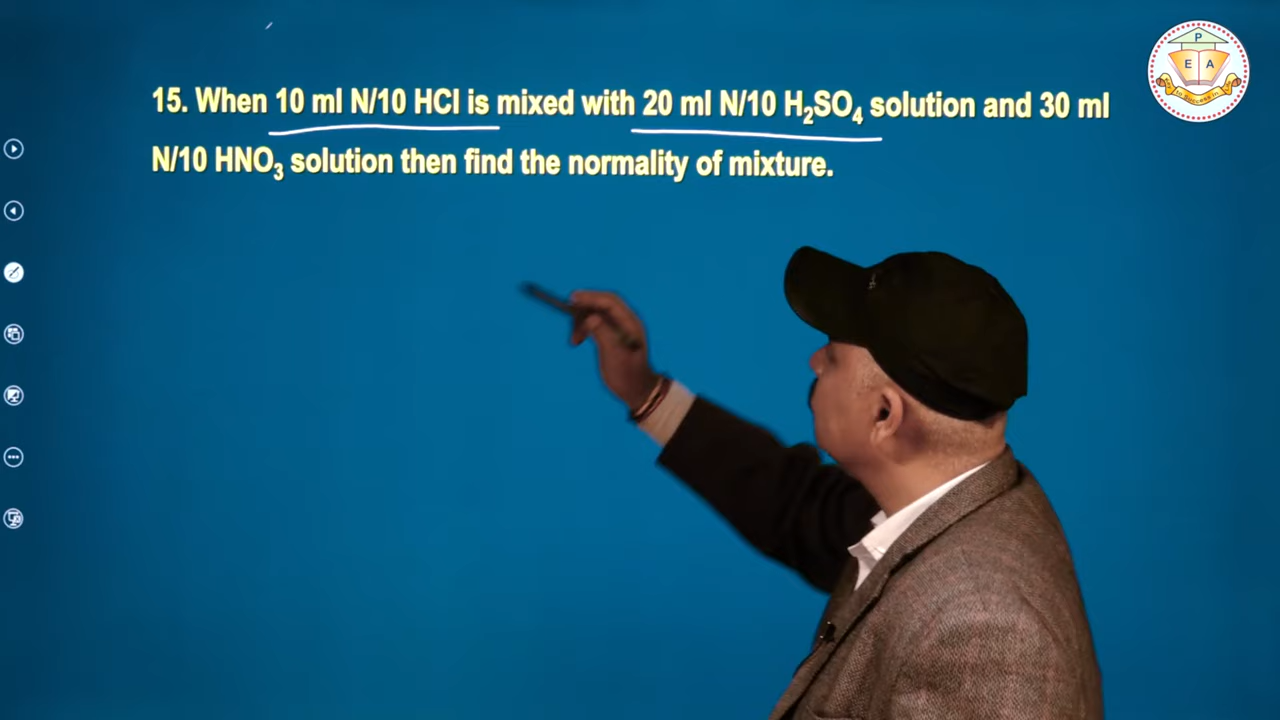 15. When 10 ml N/10 HCl is mixed with 20 ml N/10 H₂SO₄ solution and 30 ml
N/10 HNO₃ solution then find the normality of mixture.
P
E A